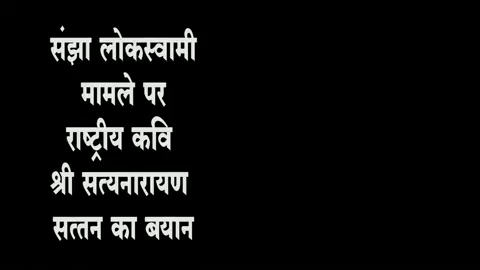 संझा लोकस्वामी
मामले पर
राष्ट्रीय कवि
श्री सत्यनारायण
सत्तन का बयान